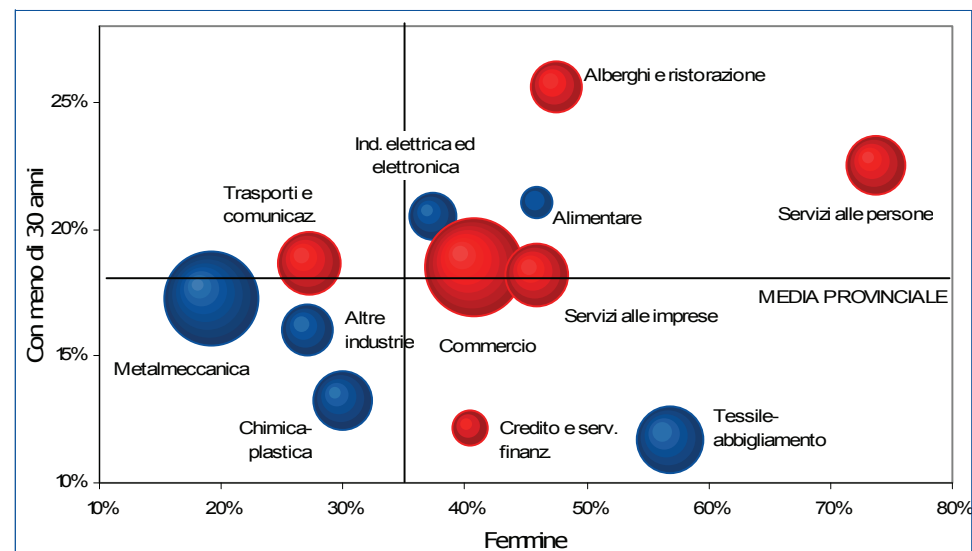 Con meno di 30 anni
25%
20%
15%
10%
Alberghi e ristorazione
Ind. elettrica ed
elettronica
Trasporti e
comunicaz.
Alimentare
Servizi alle persone
MEDIA PROVINCIALE
Altre
industrie
Servizi alle imprese
Commercio
Metalmeccanica
Chimica-
plastica
Credito e serv.
finanz.
Tessile-
abbigliamento
10%
20%
30%
40%
50%
60%
70%
80%
Femmine